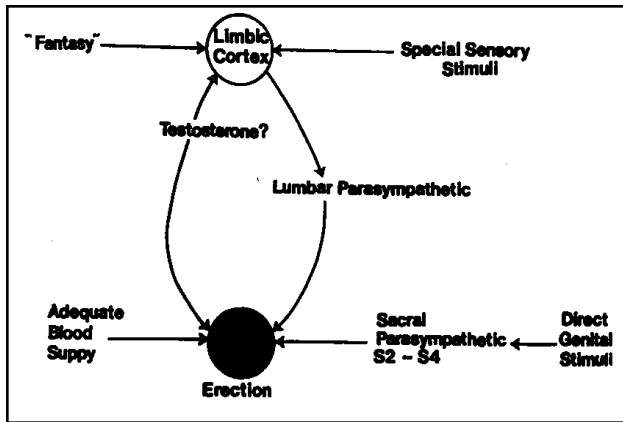 "Fantasy"
Limbic
Cortex
Special Sensory
Stimuli
Testosterone?
Lumbar Parasympathetic
Adequate
Blood
Suppy
Sacral
Parasympathetic
S2 - S4
Direct
Genital
Stimuli
Erection